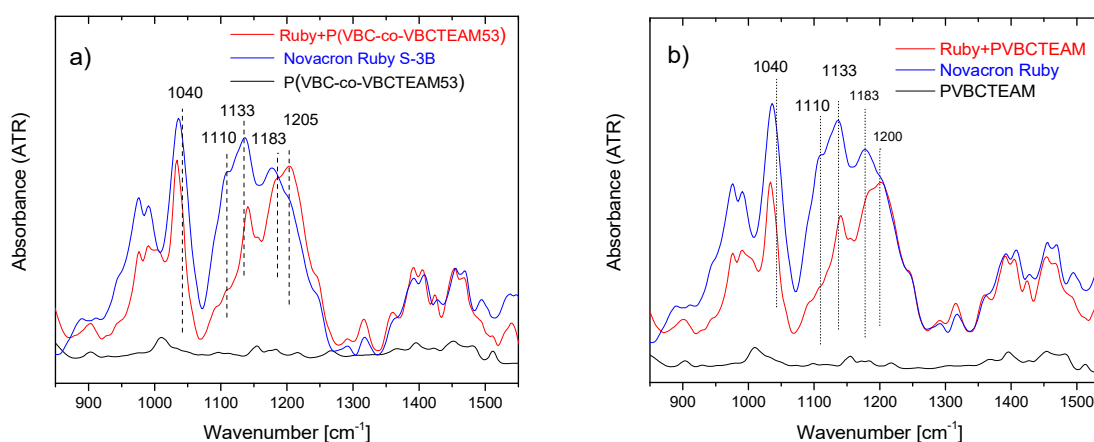 a)
Ruby+P(VBC-co-VBCTEAM53)
Novacron Ruby S-3B
P(VBC-co-VBCTEAM53)
1040
1133
1110 1183 1205
Absorbance (ATR)
900 1000 1100 1200 1300 1400 1500
Wavenumber [cm⁻¹]
b)
Ruby+PVBCTEAM
Novacron Ruby
PVBCTEAM
1040
1133
1110
1183
1200
Absorbance (ATR)
900 1000 1100 1200 1300 1400 1500
Wavenumber [cm⁻¹]